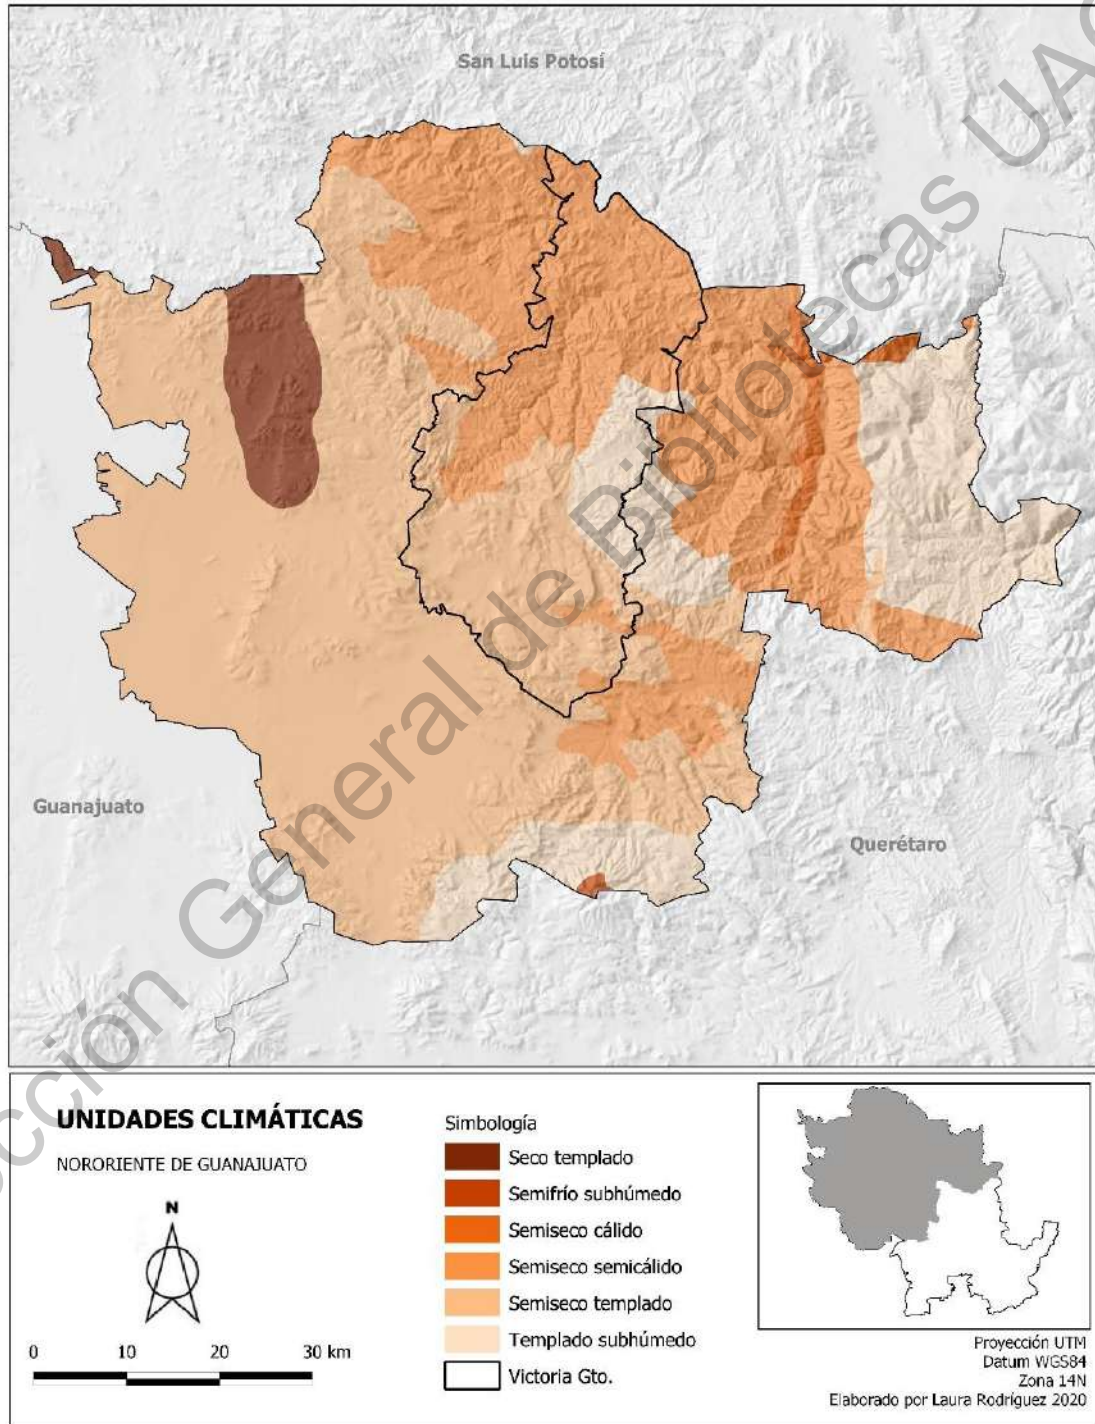 San Luis Potosí
Guanajuato
Querétaro
Dirección General de Bibliotecas UAQ
UNIDADES CLIMÁTICAS
NORORIENTE DE GUANAJUATO
N
0 10 20 30 km
Simbología
Seco templado
Semifrío subhúmedo
Semiseco cálido
Semiseco semicálido
Semiseco templado
Templado subhúmedo
Victoria Gto.
Proyección UTM
Datum WGS84
Zona 14N
Elaborado por Laura Rodríguez 2020